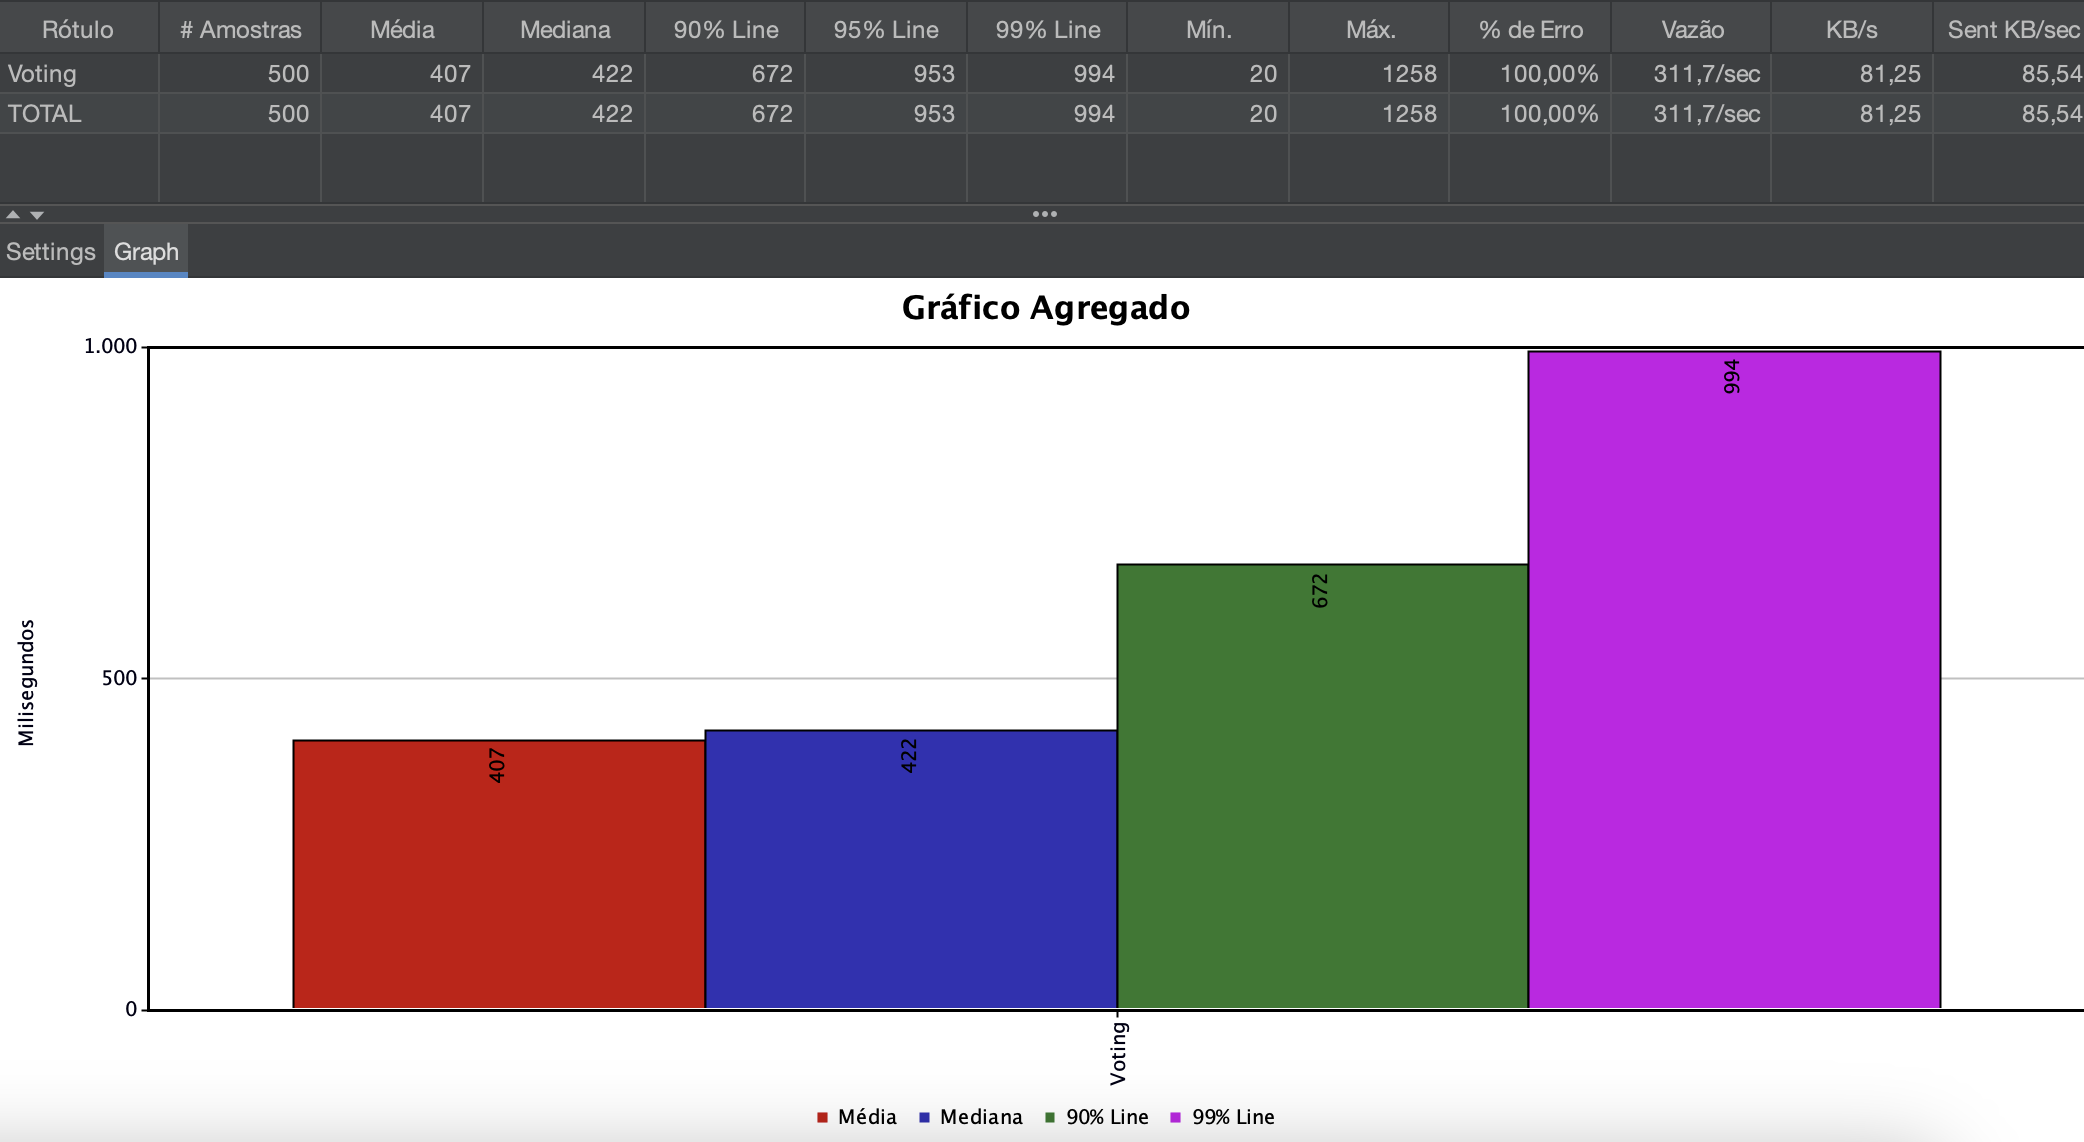 Rótulo # Amostras Média Mediana 90% Line 95% Line 99% Line Mín. Máx. % de Erro Vazão KB/s Sent KB/sec
Voting 500 407 422 672 953 994 20 1258 100,00% 311,7/sec 81,25 85,54
TOTAL 500 407 422 672 953 994 20 1258 100,00% 311,7/sec 81,25 85,54
Settings Graph
Gráfico Agregado
1.000
994
672
500
Milisegundos
407
422
0
Voting
Média Mediana 90% Line 99% Line